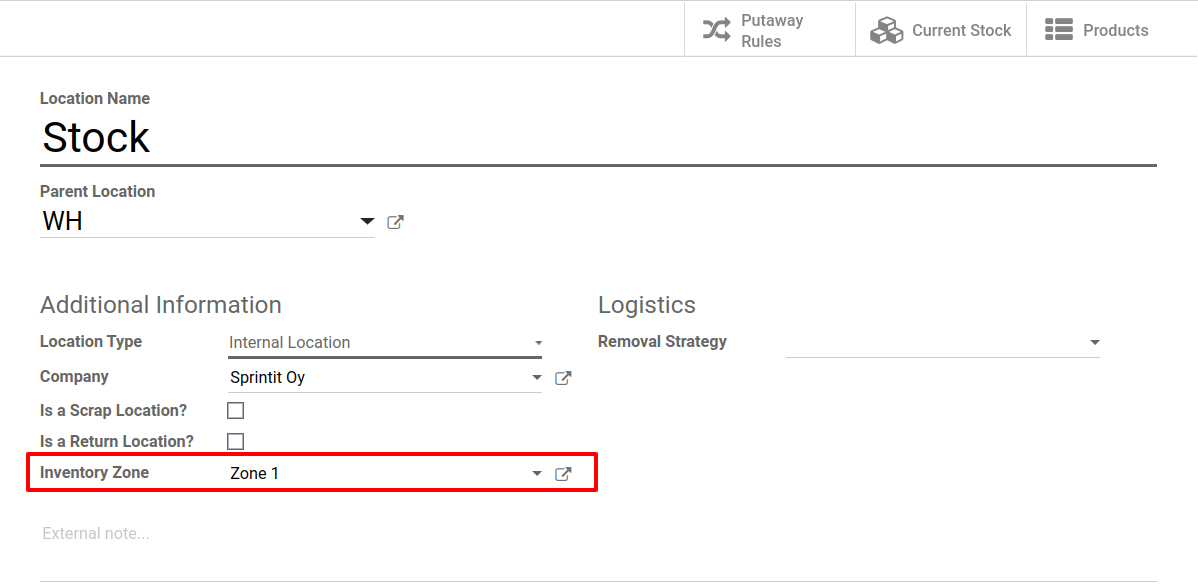 Putaway
Rules
Current Stock
Products
Location Name
Stock
Parent Location
WH
Additional Information
Logistics
Location Type
Internal Location
Removal Strategy
Company
Sprintit Oy
Is a Scrap Location?
Is a Return Location?
Inventory Zone
Zone 1
External note...